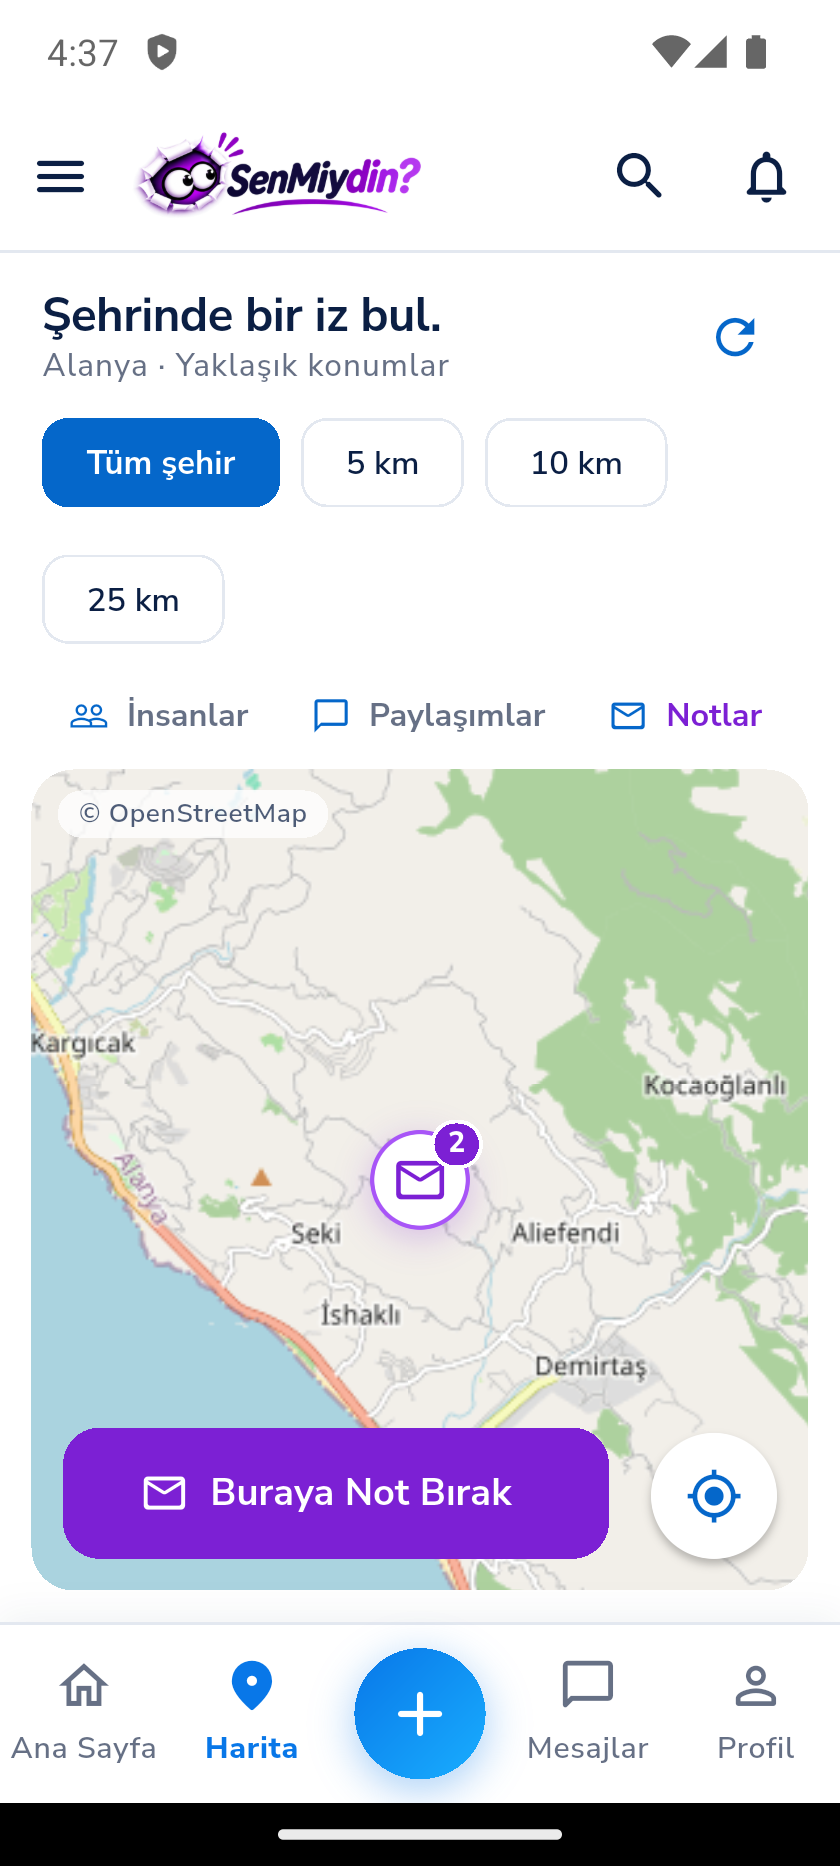 4:37
SenMiydin?
Şehrinde bir iz bul.
Alanya · Yaklaşık konumlar
Tüm şehir
5 km
10 km
25 km
İnsanlar
Paylaşımlar
Notlar
© OpenStreetMap
Kargıcak
Kocaoğlanlı
2
Alanya
Seki
Aliefendi
İshaklı
Demirtaş
Buraya Not Bırak
Ana Sayfa
Harita
Mesajlar
Profil